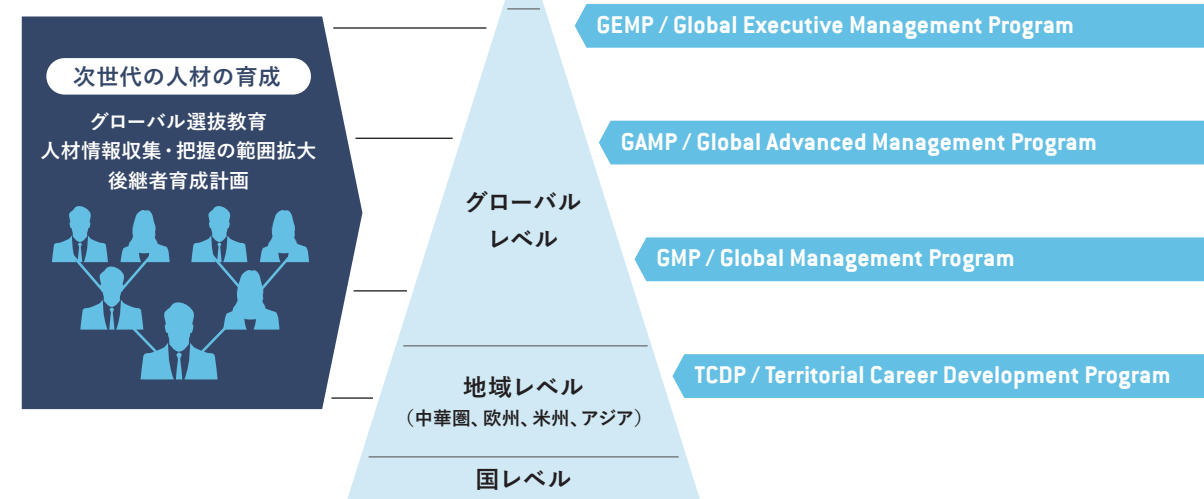 次世代の人材の育成
グローバル選抜教育
人材情報収集・把握の範囲拡大
後継者育成計画
GEMP / Global Executive Management Program
GAMP / Global Advanced Management Program
グローバル
レベル
GMP / Global Management Program
地域レベル
（中華圏、欧州、米州、アジア）
TCDP / Territorial Career Development Program
国レベル